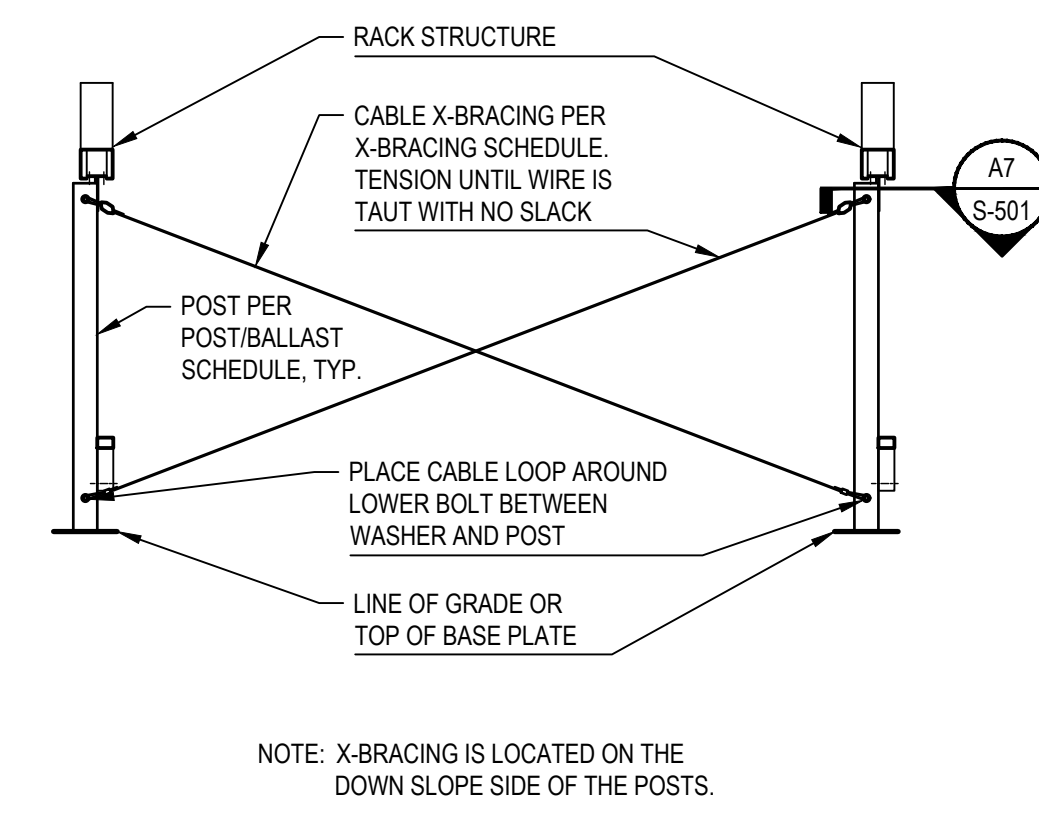 RACK STRUCTURE
CABLE X-BRACING PER
X-BRACING SCHEDULE.
TENSION UNTIL WIRE IS
TAUT WITH NO SLACK
A7
S-501
POST PER
POST/BALLAST
SCHEDULE, TYP.
PLACE CABLE LOOP AROUND
LOWER BOLT BETWEEN
WASHER AND POST
LINE OF GRADE OR
TOP OF BASE PLATE
NOTE: X-BRACING IS LOCATED ON THE
DOWN SLOPE SIDE OF THE POSTS.